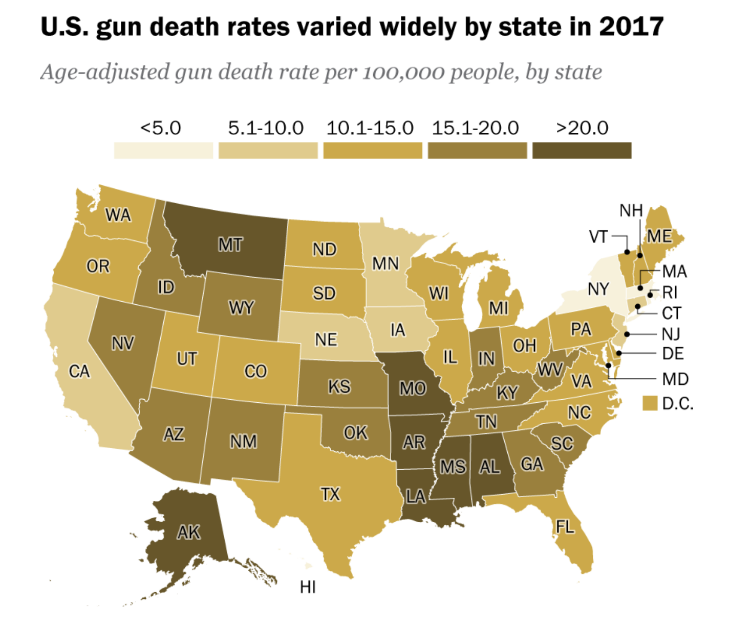 U.S. gun death rates varied widely by state in 2017
Age-adjusted gun death rate per 100,000 people, by state
<5.0 5.1-10.0 10.1-15.0 15.1-20.0 >20.0
WA
MT
ND
MN
OR
ID
WY
SD
WI
MI
NH
VT
ME
NY
MA
RI
CT
NJ
DE
MD
D.C.
CA
NV
UT
CO
NE
IA
KS
MO
IL
IN
OH
PA
WV
VA
KY
NC
TN
AZ
NM
OK
AR
SC
MS
AL
GA
TX
LA
FL
AK
HI